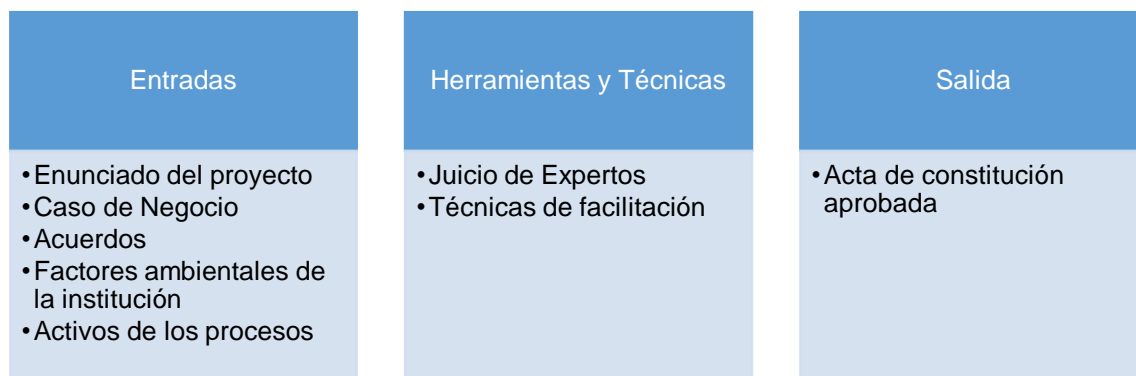 Entradas
•Enunciado del proyecto
•Caso de Negocio
•Acuerdos
•Factores ambientales de
la institución
•Activos de los procesos
Herramientas y Técnicas
•Juicio de Expertos
•Técnicas de facilitación
Salida
•Acta de constitución
aprobada